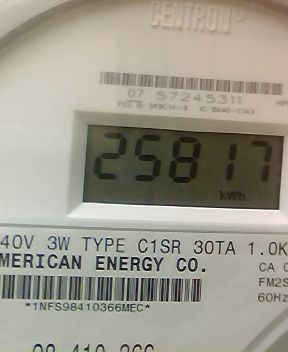 CENTRON
07 57245311
25817
kWh
40V 3W TYPE C1SR 30TA 1.0K
MERICAN ENERGY CO.
CA 0
FM2S
60Hz
*1NFS98410366MEC*